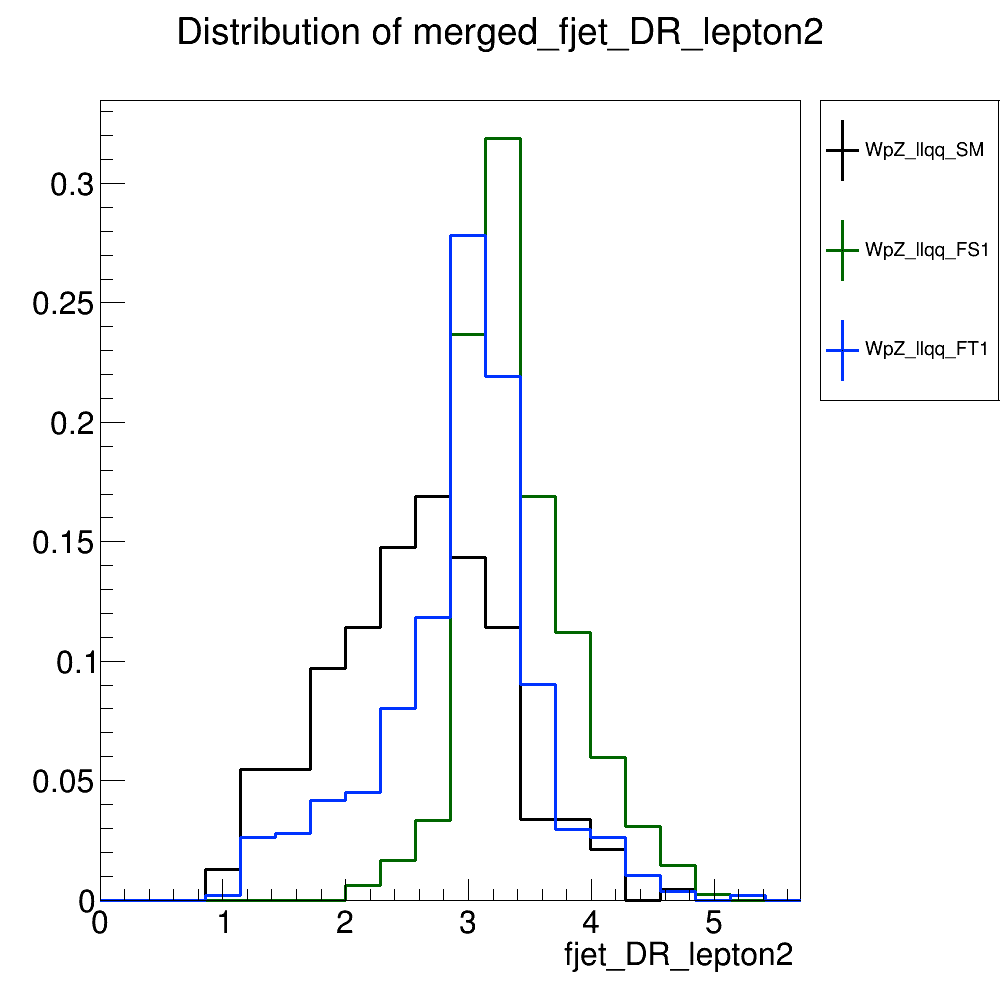 Distribution of merged_fjet_DR_lepton2
WpZ_llqq_SM
WpZ_llqq_FS1
WpZ_llqq_FT1
0.3
0.25
0.2
0.15
0.1
0.05
0
0 1 2 3 4 5
fjet_DR_lepton2